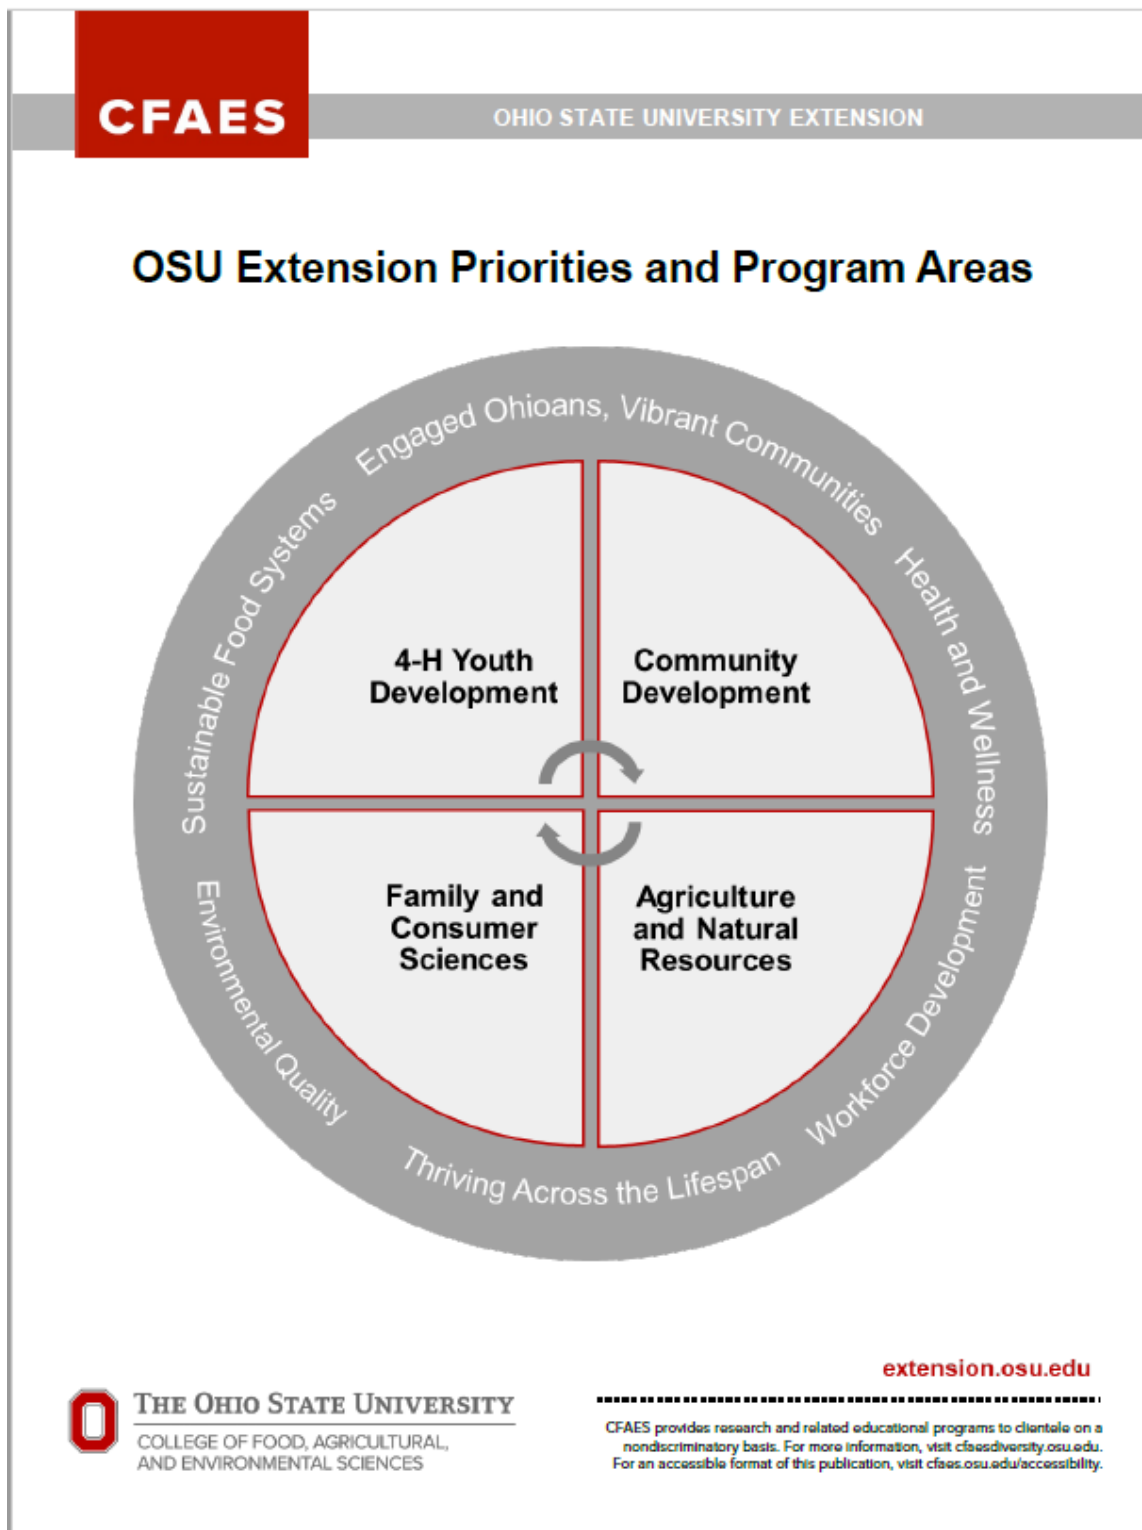 CFAES
OHIO STATE UNIVERSITY EXTENSION
OSU Extension Priorities and Program Areas
Engaged Ohioans, Vibrant Communities
Health and Wellness
Workforce Development
Thriving Across the Lifespan
Environmental Quality
Sustainable Food Systems
4-H Youth
Development
Community
Development
Family and
Consumer
Sciences
Agriculture
and Natural
Resources
extension.osu.edu
THE OHIO STATE UNIVERSITY
COLLEGE OF FOOD, AGRICULTURAL,
AND ENVIRONMENTAL SCIENCES
CFAES provides research and related educational programs to clientele on a
nondiscriminatory basis. For more information, visit cfaesdiversity.osu.edu.
For an accessible format of this publication, visit cfaes.osu.edu/accessibility.